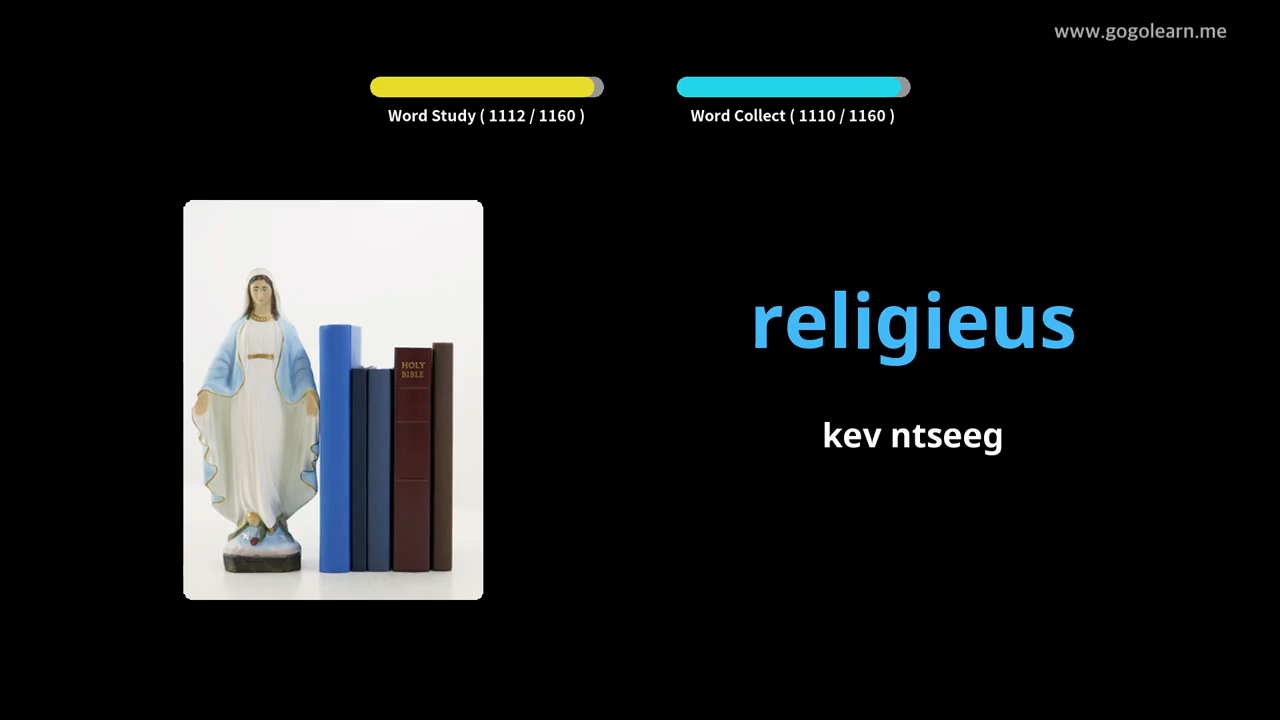 www.gogolearn.me
Word Study ( 1112 / 1160 )
Word Collect ( 1110 / 1160 )
HOLY
BIBLE
religieus
kev ntseeg